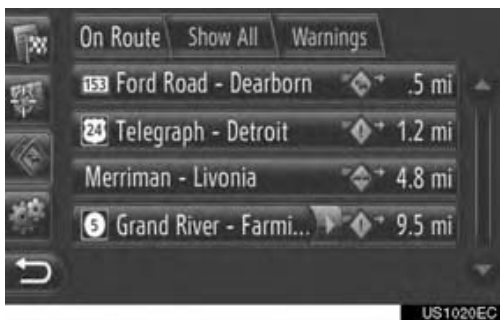 On Route Show All Warnings
153 Ford Road - Dearborn .5 mi
24 Telegraph - Detroit 1.2 mi
Merriman - Livonia 4.8 mi
5 Grand River - Farmi... 9.5 mi
US1020EC